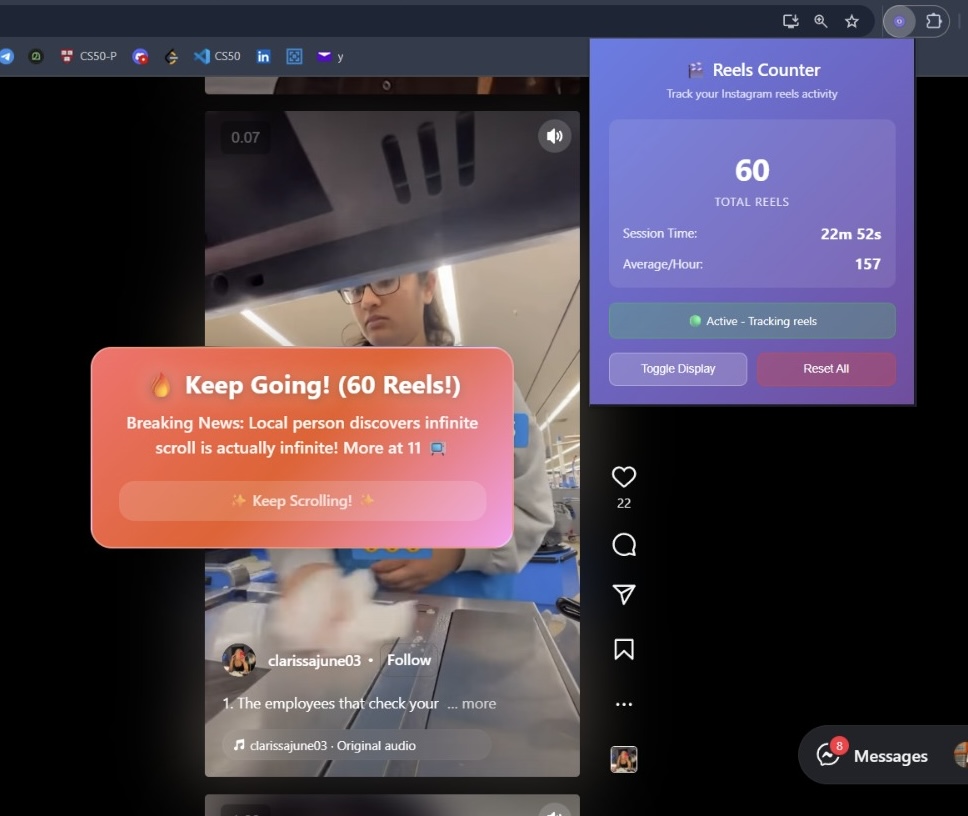 CS50-P
CS50
y
Reels Counter
Track your Instagram reels activity
60
TOTAL REELS
Session Time: 22m 52s
Average/Hour: 157
Active - Tracking reels
Toggle Display
Reset All
0.07
Keep Going! (60 Reels!)
Breaking News: Local person discovers infinite
scroll is actually infinite! More at 11
✨ Keep Scrolling! ✨
22
clarissajune03 • Follow
1. The employees that check your ... more
clarissajune03 · Original audio
8
Messages